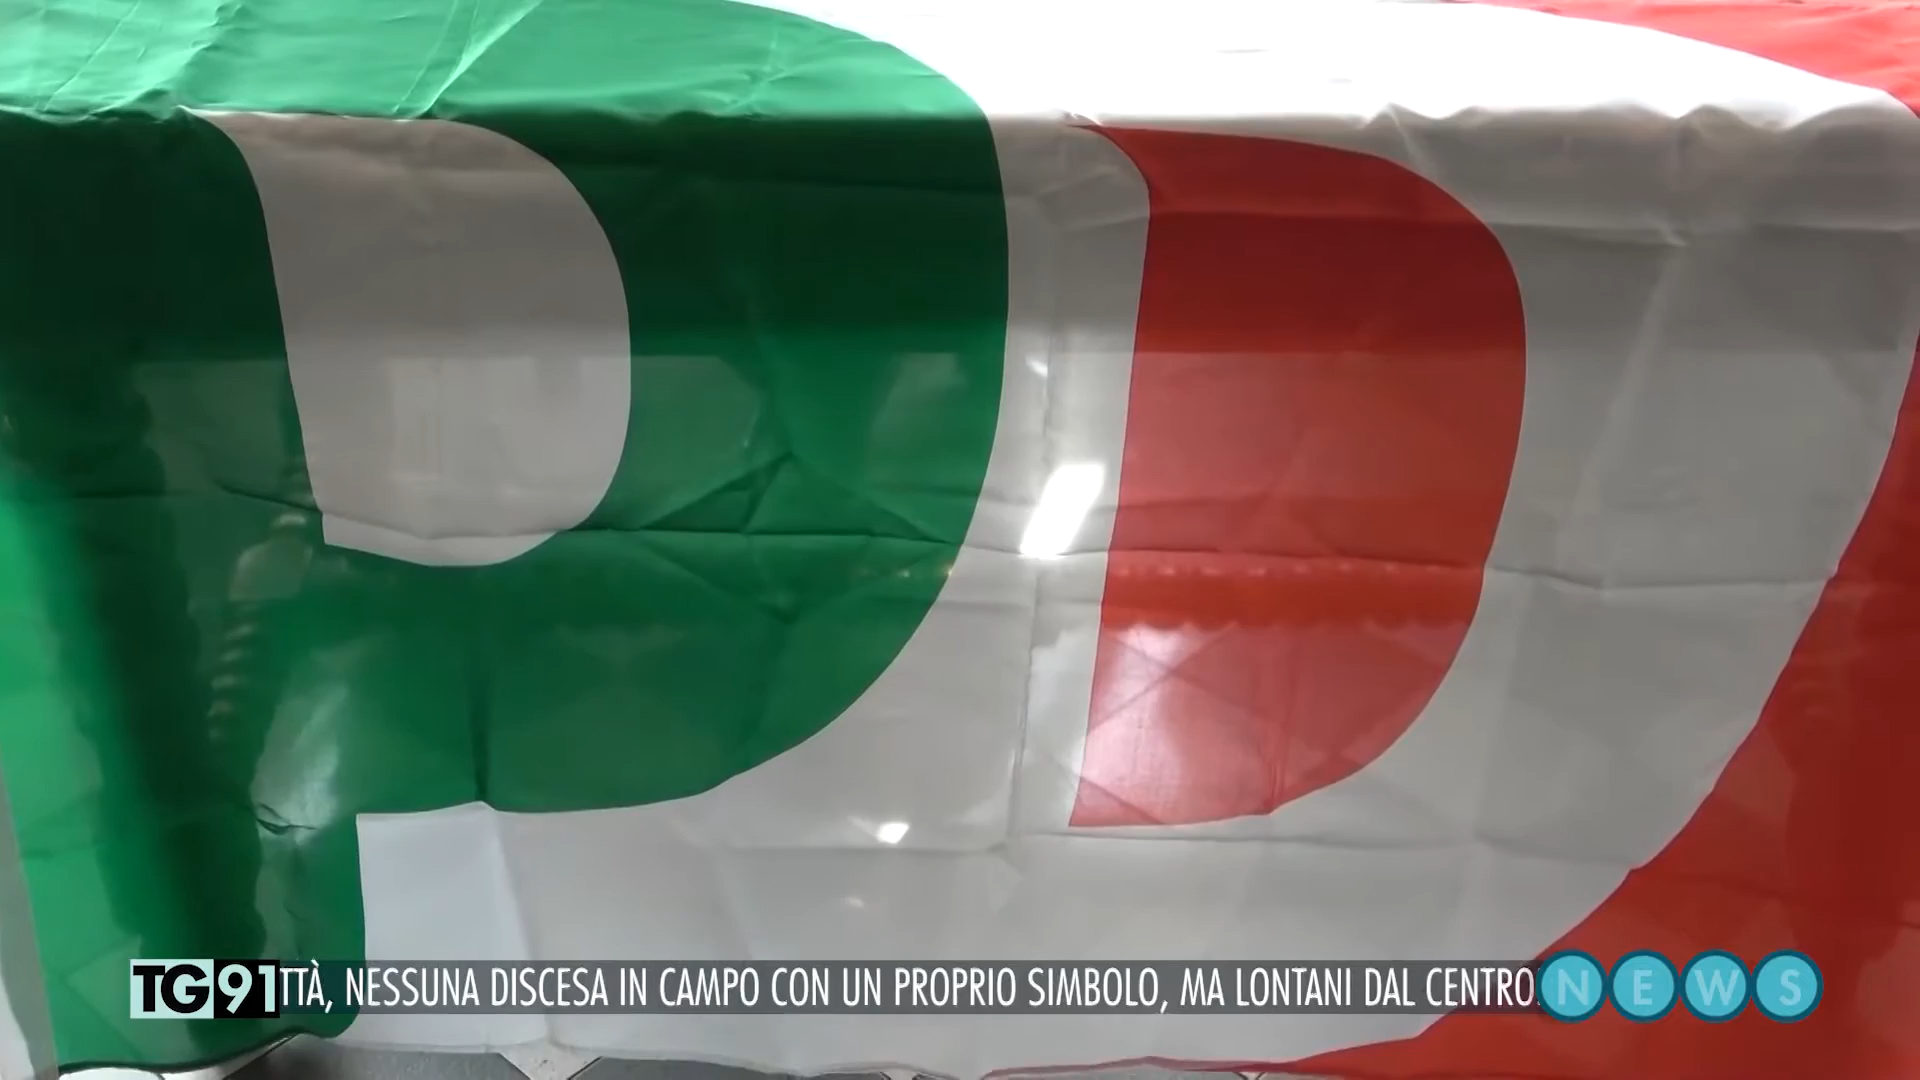 PD
TG91
TTÀ, NESSUNA DISCESA IN CAMPO CON UN PROPRIO SIMBOLO, MA LONTANI DAL CENTRO
NEWS